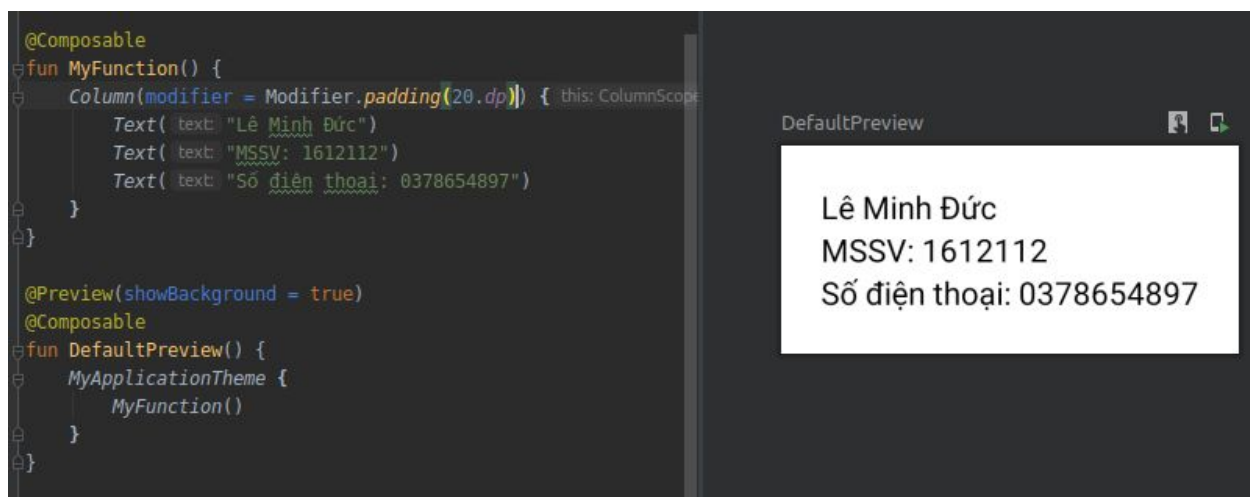 @Composable
fun MyFunction() {
Column(modifier = Modifier.padding(20.dp)) { this: ColumnScope
Text( text: "Lê Minh Đức")
Text( text: "MSSV: 1612112")
Text( text: "Số điện thoại: 0378654897")
}
}
@Preview(showBackground = true)
@Composable
fun DefaultPreview() {
MyApplicationTheme {
MyFunction()
}
}
DefaultPreview
Lê Minh Đức
MSSV: 1612112
Số điện thoại: 0378654897